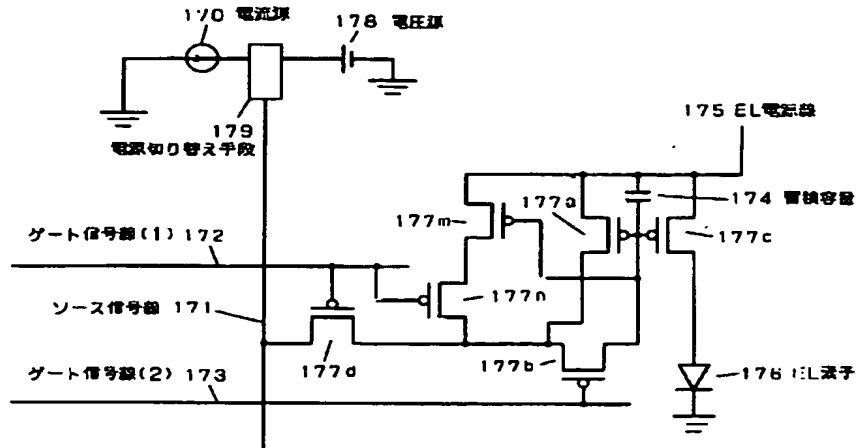 170 電流源
178 電圧源
179
電源切り替え手段
175 EL電源線
177a
174 蓄積容量
177m
177c
ゲート信号線(1) 172
177n
ソース信号線 171
ゲート信号線(2) 173
177d
177b
176 EL素子